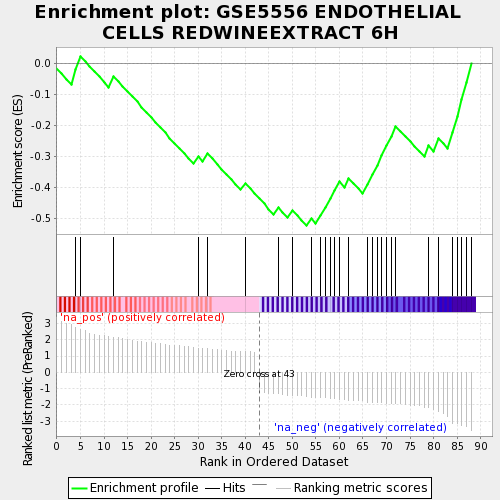 Enrichment plot: GSE5556 ENDOTHELIAL
CELLS REDWINEEXTRACT 6H
Enrichment score (ES)
0.0
-0.1
-0.2
-0.3
-0.4
-0.5
'na_pos' (positively correlated)
Ranked list metric (PreRanked)
3
2
1
0
-1
-2
-3
Zero cross at 43
'na_neg' (negatively correlated)
0 5 10 15 20 25 30 35 40 45 50 55 60 65 70 75 80 85 90
Rank in Ordered Dataset
Enrichment profile Hits Ranking metric scores